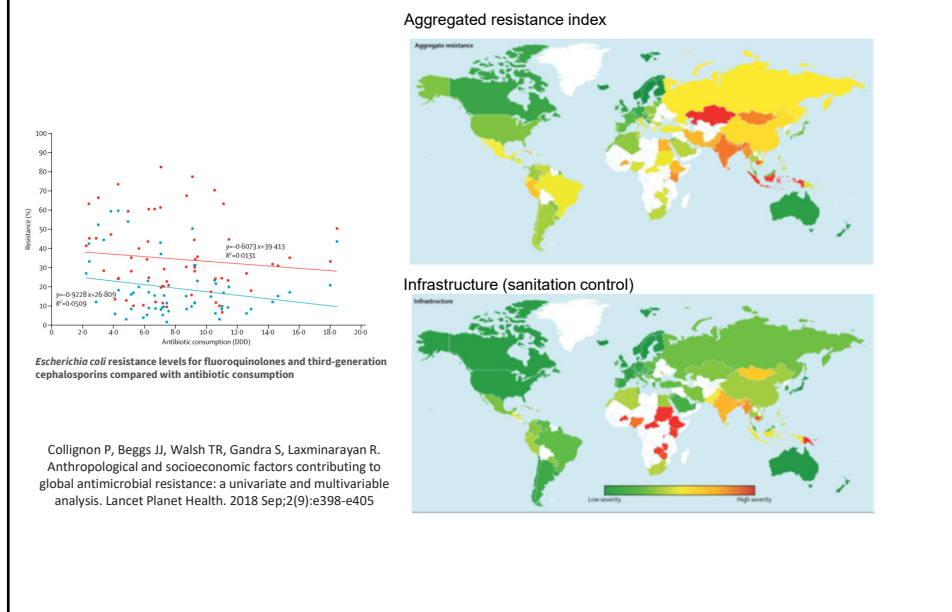 Aggregated resistance index
Aggregate resistance
100
90
80
70
60
50
40
30
20
10
0
Resistance (%)
y=-0·6073x+39·413
R²=0·0131
y=-0·9228x+26·809
R²=0·0509
0
2·0
4·0
6·0
8·0
10·0
12·0
14·0
16·0
18·0
20·0
Antibiotic consumption (DDD)
Escherichia coli resistance levels for fluoroquinolones and third-generation
cephalosporins compared with antibiotic consumption
Collignon P, Beggs JJ, Walsh TR, Gandra S, Laxminarayan R.
Anthropological and socioeconomic factors contributing to
global antimicrobial resistance: a univariate and multivariable
analysis. Lancet Planet Health. 2018 Sep;2(9):e398-e405
Infrastructure (sanitation control)
Infrastructure
Low severity
High severity